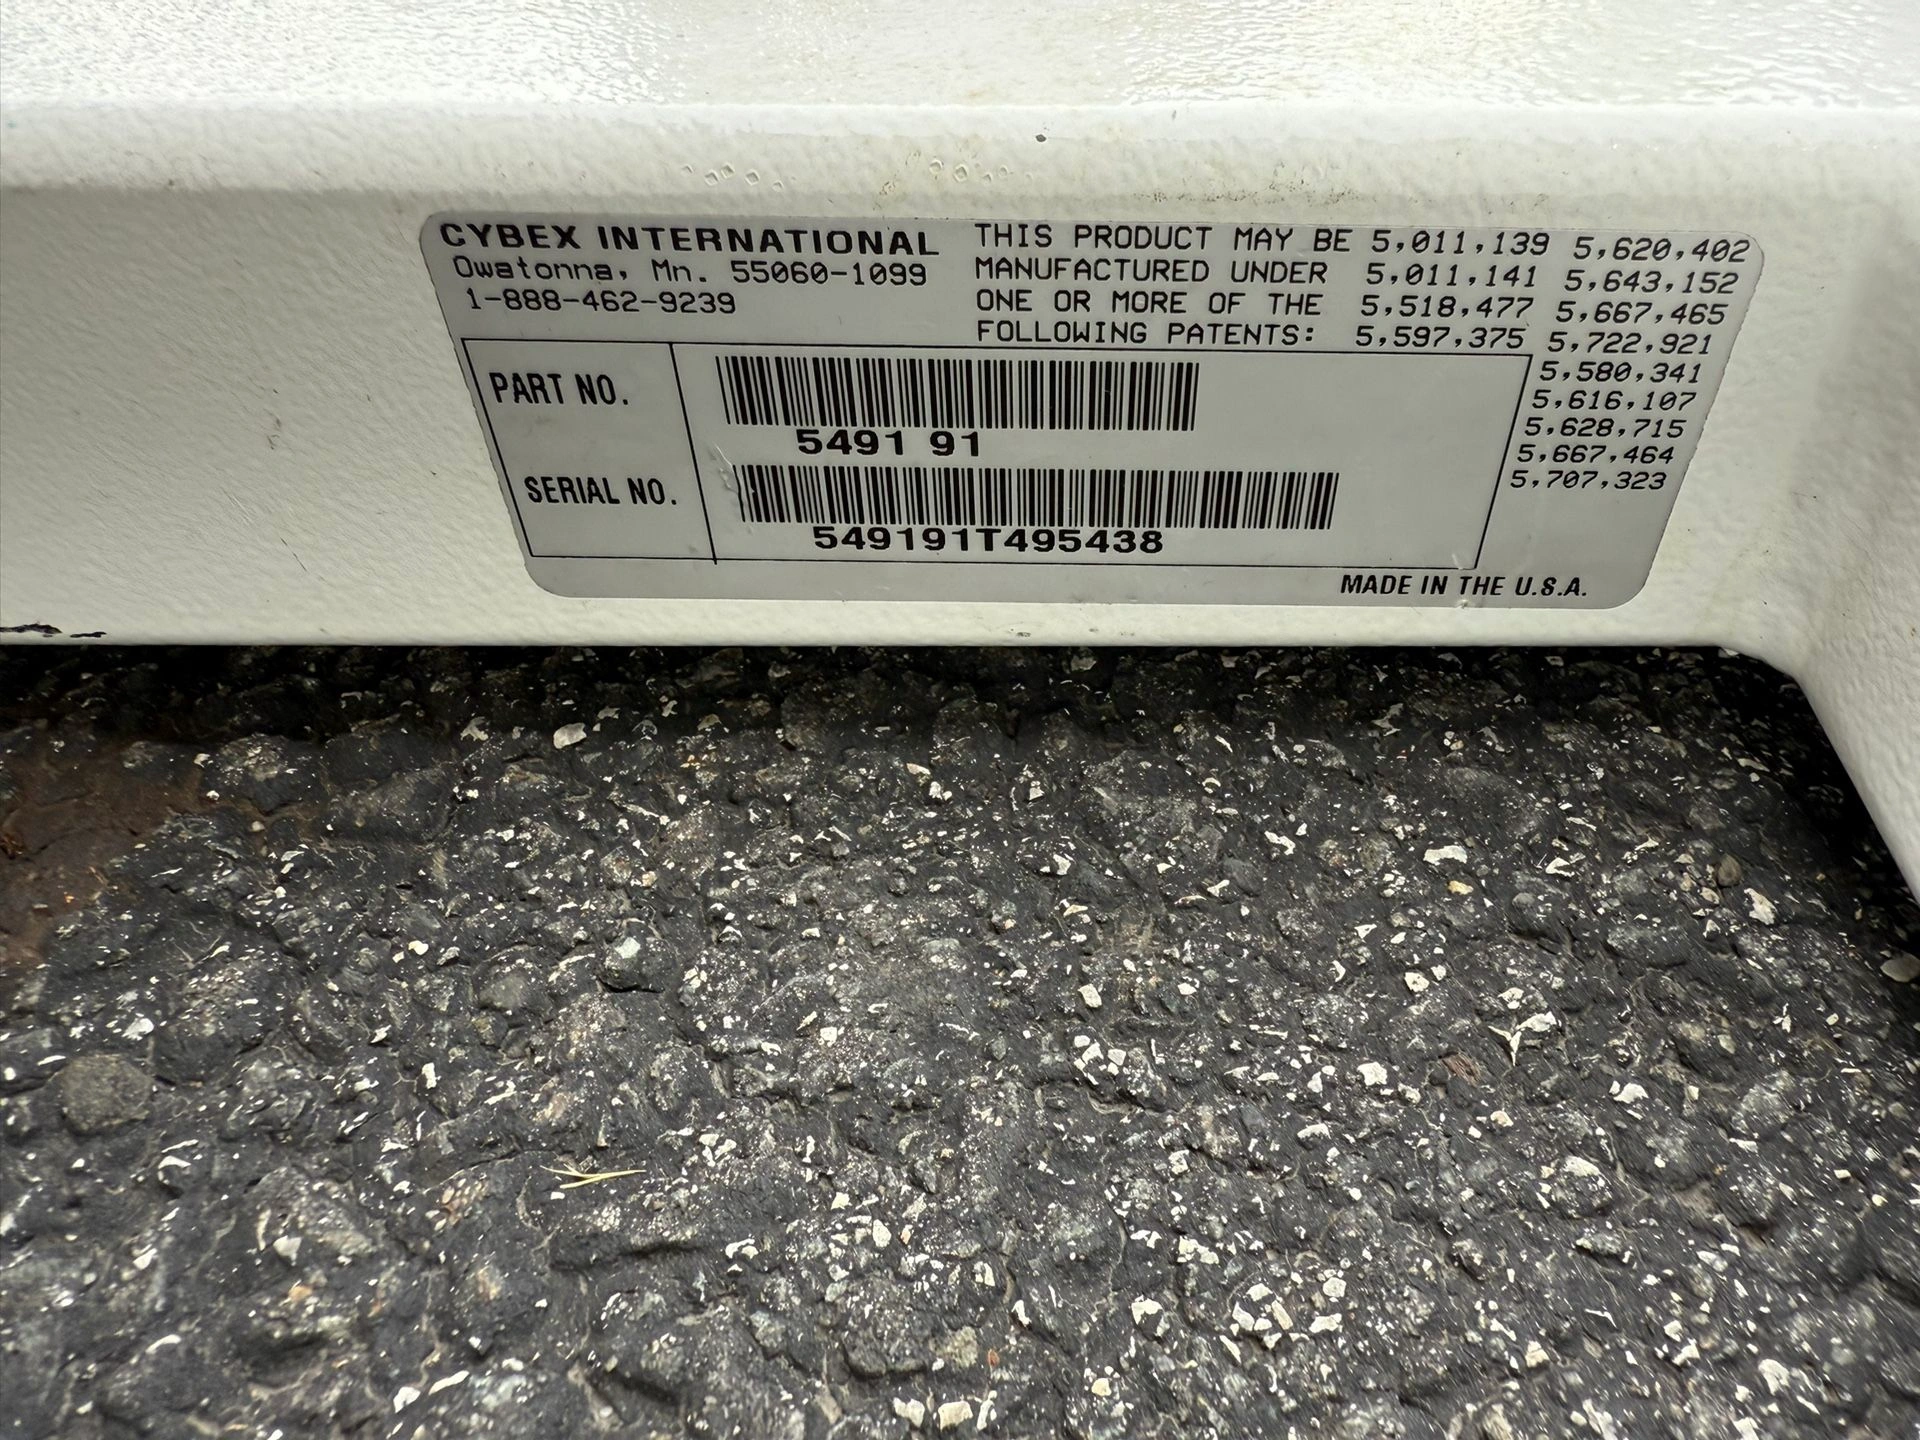 CYBEX INTERNATIONAL
Owatonna, Mn. 55060-1099
1-888-462-9239
THIS PRODUCT MAY BE
MANUFACTURED UNDER
ONE OR MORE OF THE
FOLLOWING PATENTS:
5,011,139
5,011,141
5,518,477
5,597,375
5,620,402
5,643,152
5,667,465
5,722,921
5,580,341
5,616,107
5,628,715
5,667,464
5,707,323
PART NO.
5491 91
SERIAL NO.
549191T495438
MADE IN THE U.S.A.